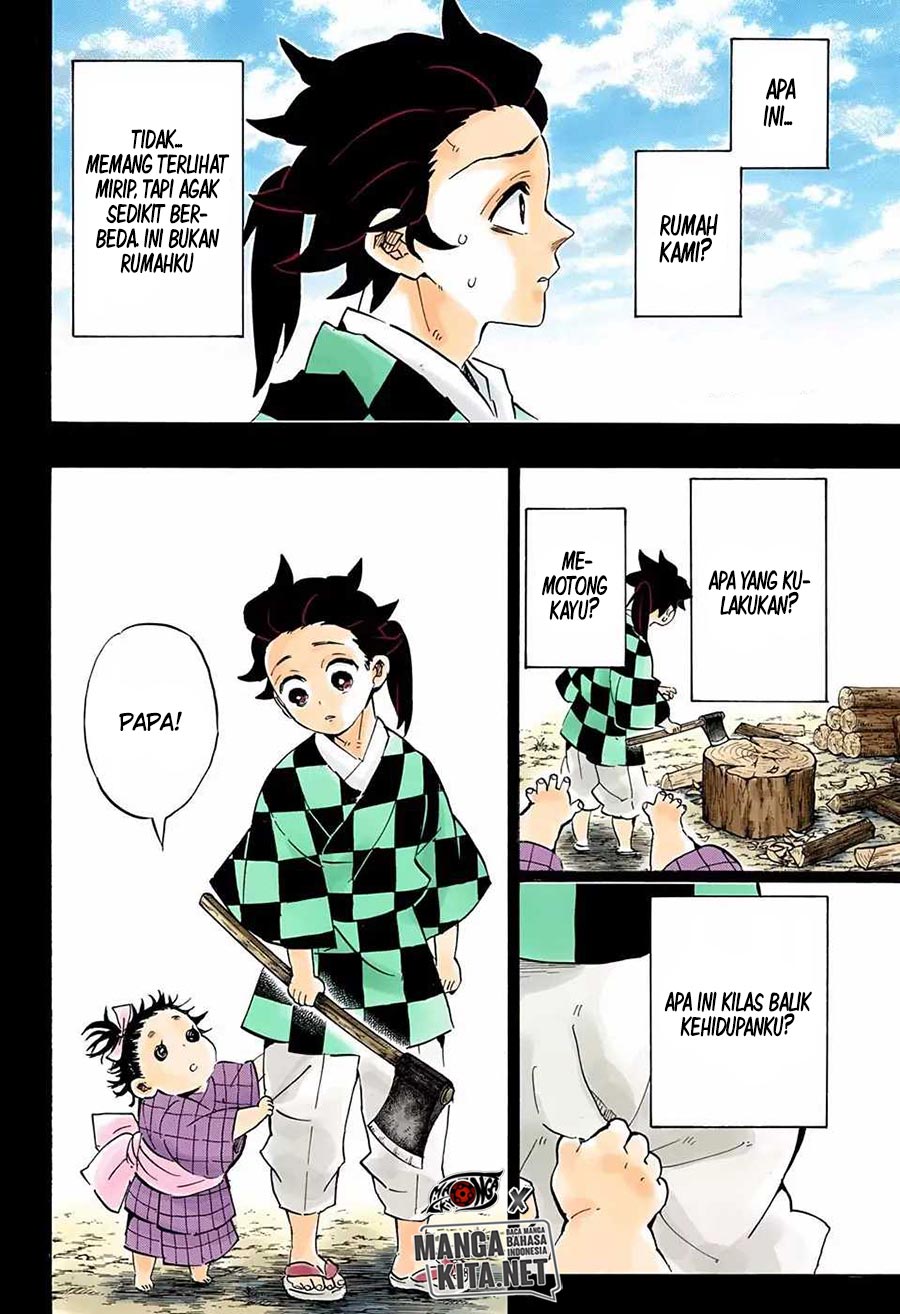 APA
INI...
RUMAH
KAMI?
TIDAK...
MEMANG TERLIHAT
MIRIP, TAPI AGAK
SEDIKIT BER-
BEDA. INI BUKAN
RUMAHKU
APA YANG KU-
LAKUKAN?
ME-
MOTONG
KAYU?
APA INI KILAS BALIK
KEHIDUPANKU?
PAPA!
X
MANGA
BACA MANGA
BAHASA
INDONESIA
KITA.NET